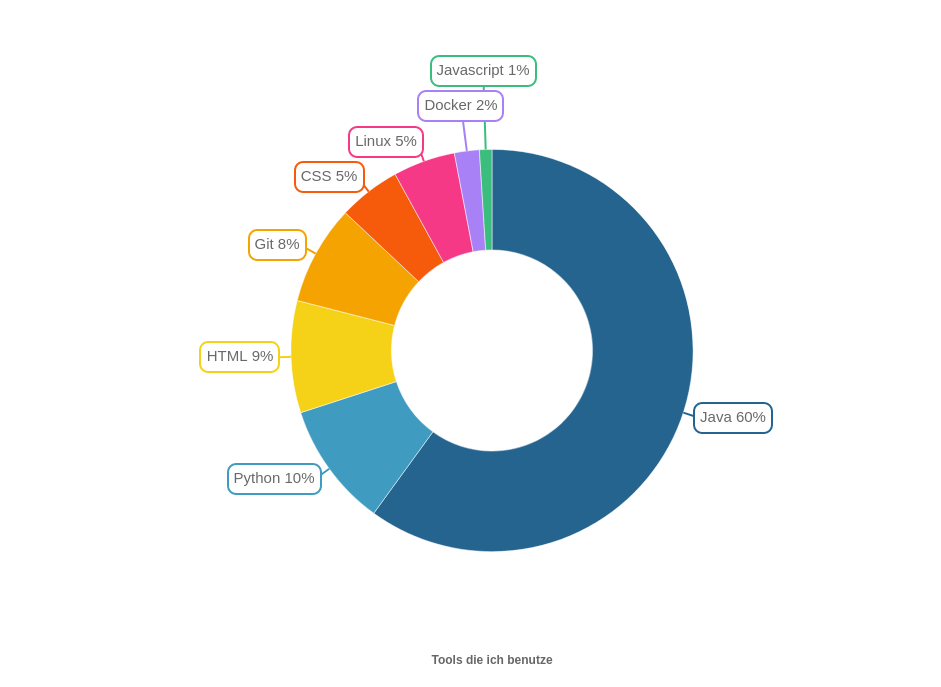 Javascript 1%
Docker 2%
Linux 5%
CSS 5%
Git 8%
HTML 9%
Java 60%
Python 10%
Tools die ich benutze